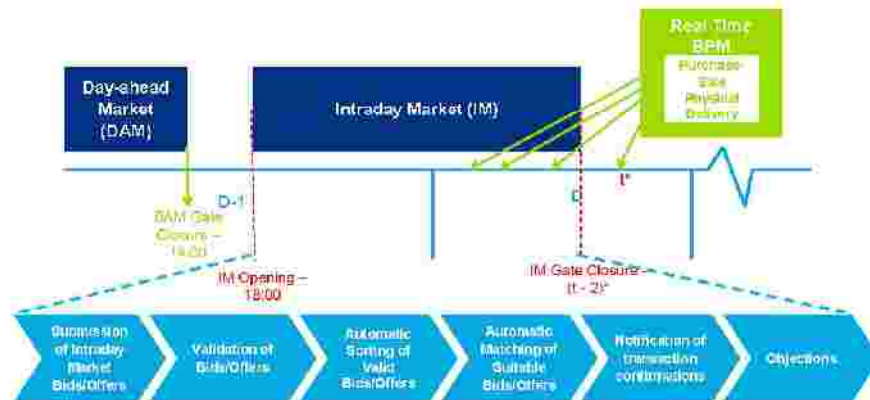 Real-Time
BPM
Purchase-
Sale
Physical
Delivery
Day-ahead
Market
(DAM)
Intraday Market (IM)
t*
D-1
D
DAM Gate
Closure –
IM Opening –
18:00
IM Gate Closure –
(t - 2)*
Submission
of Intraday
Market
Bids/Offers
Validation of
Bids/Offers
Automatic
Sorting of
Valid
Bids/Offers
Automatic
Matching of
Suitable
Bids/Offers
Notification of
transaction
confirmations
Objections